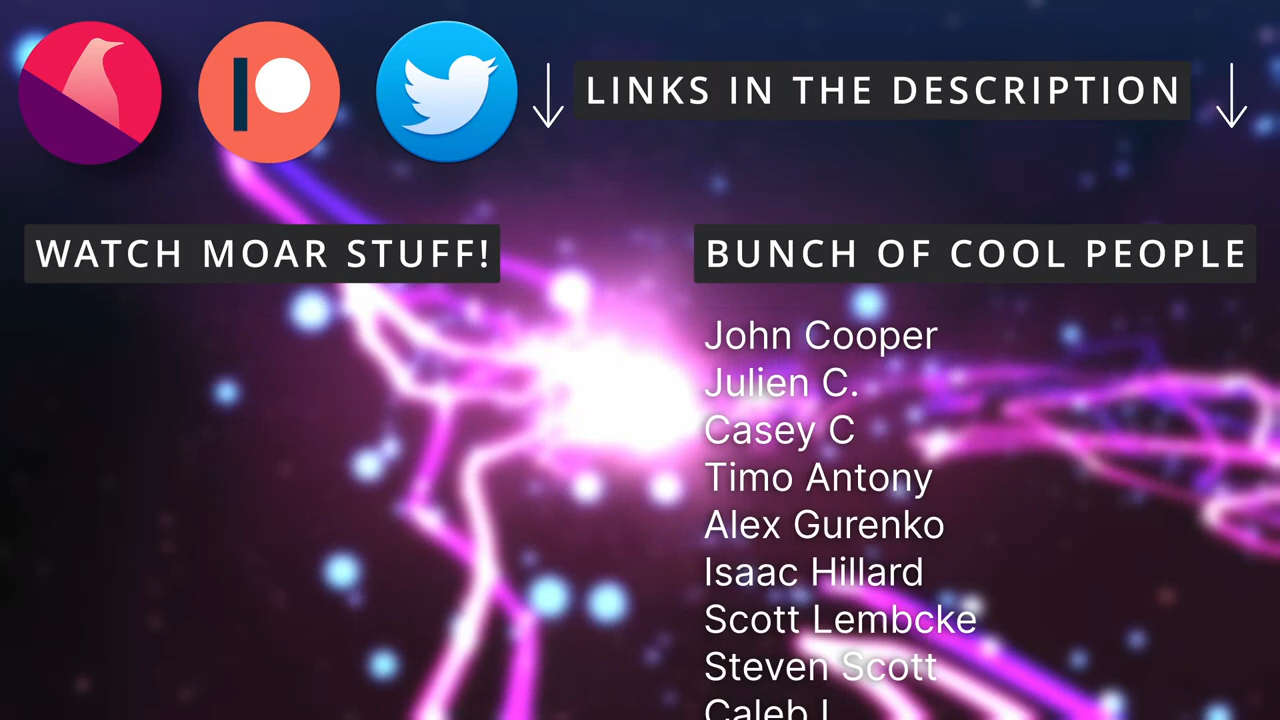 LINKS IN THE DESCRIPTION
WATCH MOAR STUFF!
BUNCH OF COOL PEOPLE
John Cooper
Julien C.
Casey C
Timo Antony
Alex Gurenko
Isaac Hillard
Scott Lembcke
Steven Scott
Caleb